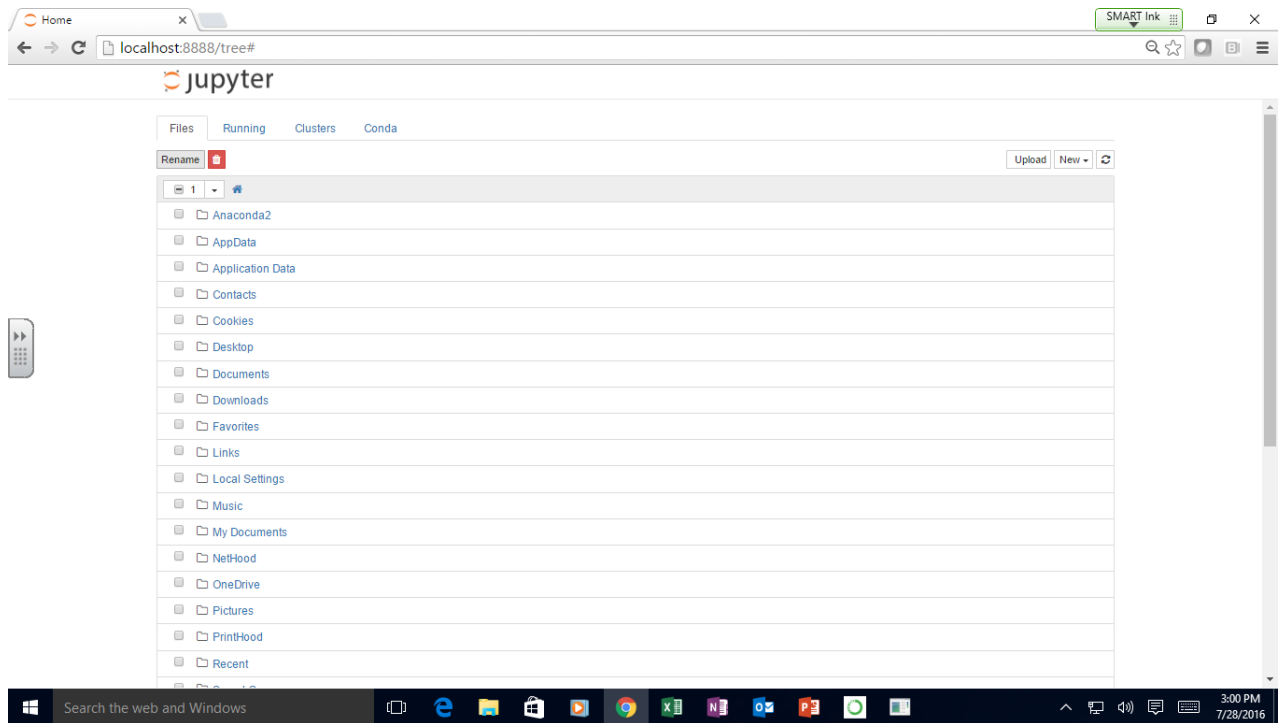 Home
SMART Ink
localhost:8888/tree#
jupyter
Files Running Clusters Conda
Rename Upload New
1
Anaconda2
AppData
Application Data
Contacts
Cookies
Desktop
Documents
Downloads
Favorites
Links
Local Settings
Music
My Documents
NetHood
OneDrive
Pictures
PrintHood
Recent
Search the web and Windows
3:00 PM
7/28/2016